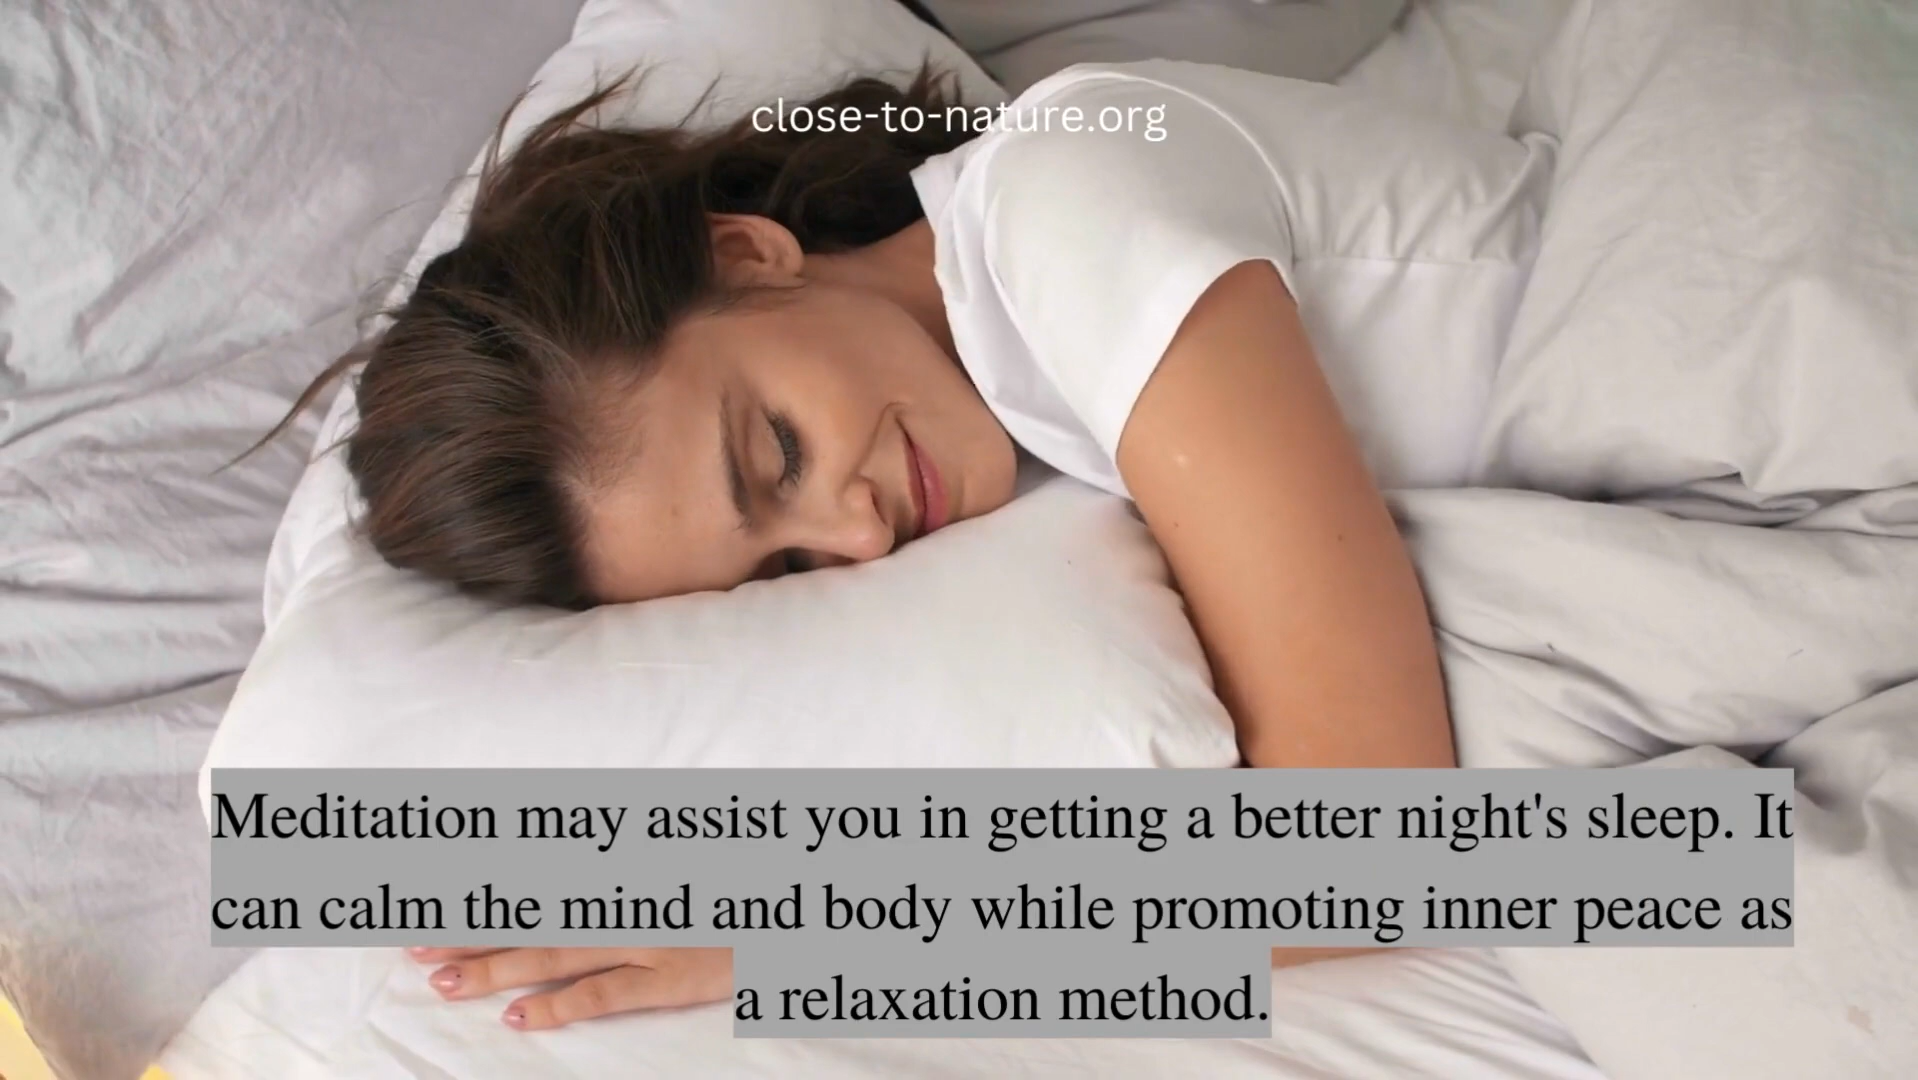 close-to-nature.org
Meditation may assist you in getting a better night's sleep. It
can calm the mind and body while promoting inner peace as
a relaxation method.